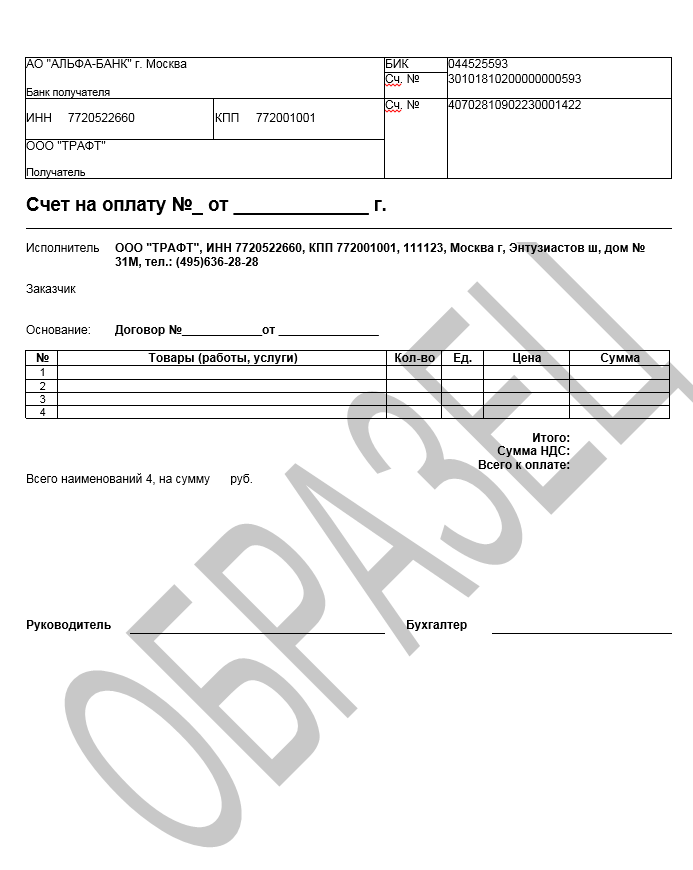 АО "АЛЬФА-БАНК" г. Москва БИК 044525593
Сч. № 30101810200000000593
Банк получателя
ИНН 7720522660 КПП 772001001 Сч. № 40702810902230001422
ООО "ТРАФТ"
Получатель
Счет на оплату №_ от ____________ г.
Исполнитель ООО "ТРАФТ", ИНН 7720522660, КПП 772001001, 111123, Москва г, Энтузиастов ш, дом №
31М, тел.: (495)636-28-28
Заказчик
Основание: Договор №____________от _______________
№ Товары (работы, услуги) Кол-во Ед. Цена Сумма
1
2
3
4
Итого:
Сумма НДС:
Всего к оплате:
Всего наименований 4, на сумму руб.
Руководитель Бухгалтер
ОБРАЗЕЦ